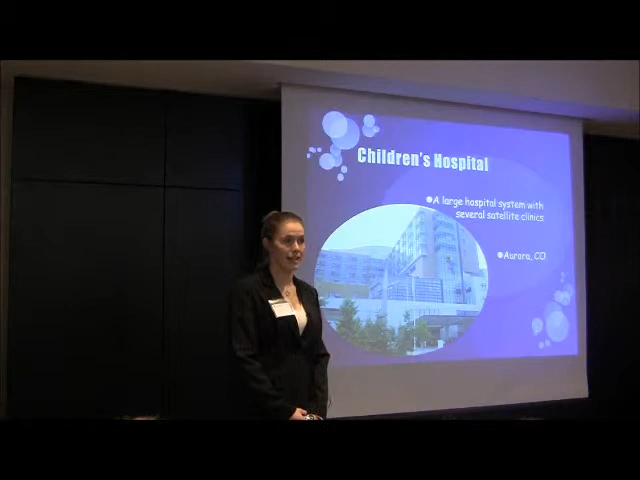 Children's Hospital
A large hospital system with
several satellite clinics
Aurora, CO